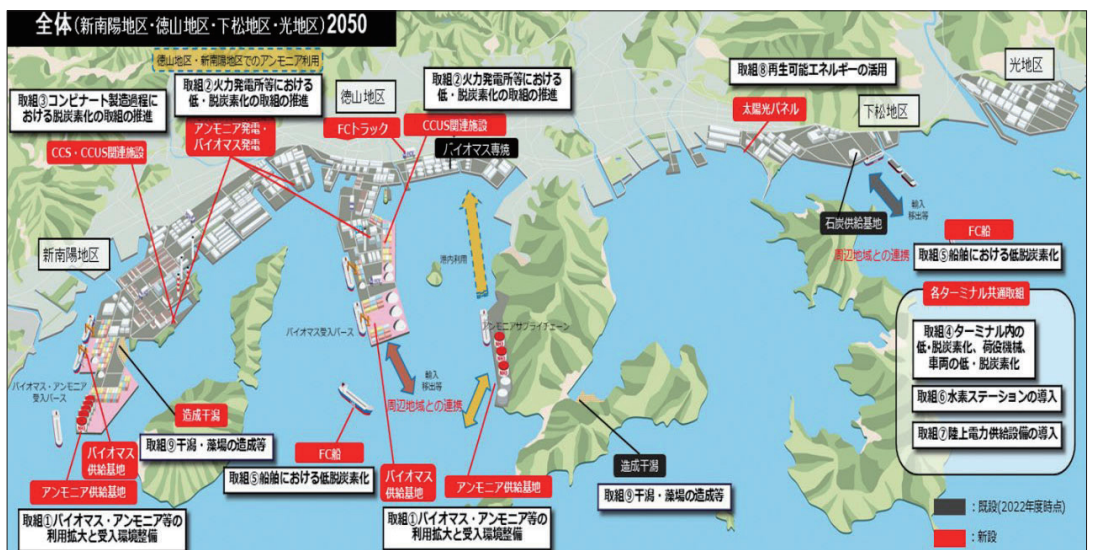 全体(新南陽地区・徳山地区・下松地区・光地区)2050
徳山地区・新南陽地区でのアンモニア利用
取組③コンビナート製造過程に
おける脱炭素化の取組の推進
取組②火力発電所等における
低・脱炭素化の取組の推進
徳山地区
取組②火力発電所等における
低・脱炭素化の取組の推進
取組⑧再生可能エネルギーの活用
光地区
下松地区
CCS・CCUS関連施設
アンモニア発電・
バイオマス発電
FCトラック
CCUS関連施設
バイオマス専焼
太陽光パネル
新南陽地区
石炭供給基地
輸入
移出等
周辺地域との連携
FC船
取組⑤船舶における低脱炭素化
港内利用
バイオマス受入バース
アンモニアサプライチェーン
輸入
移出等
周辺地域との連携
バイオマス・アンモニア
受入バース
造成干潟
取組⑨干潟・藻場の造成等
バイオマス
供給基地
アンモニア供給基地
取組①バイオマス・アンモニア等の
利用拡大と受入環境整備
FC船
取組⑤船舶における低脱炭素化
バイオマス
供給基地
アンモニア供給基地
取組①バイオマス・アンモニア等の
利用拡大と受入環境整備
造成干潟
取組⑨干潟・藻場の造成等
各ターミナル共通取組
取組④ターミナル内の
低・脱炭素化、荷役機械、
車両の低・脱炭素化
取組⑥水素ステーションの導入
取組⑦陸上電力供給設備の導入
:既設(2022年度時点)
:新設